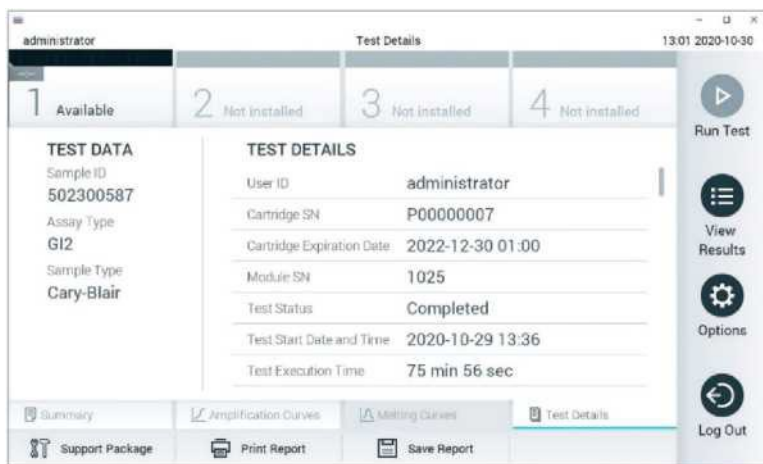 administrator Test Details 13:01 2020-10-30
1 Available 2 Not installed 3 Not installed 4 Not installed
Run Test
View
Results
Options
Log Out
TEST DATA
Sample ID
502300587
Assay Type
GI2
Sample Type
Cary-Blair
TEST DETAILS
User ID administrator
Cartridge SN P00000007
Cartridge Expiration Date 2022-12-30 01:00
Module SN 1025
Test Status Completed
Test Start Date and Time 2020-10-29 13:36
Test Execution Time 75 min 56 sec
Summary Amplification Curves Melting Curves Test Details
Support Package Print Report Save Report